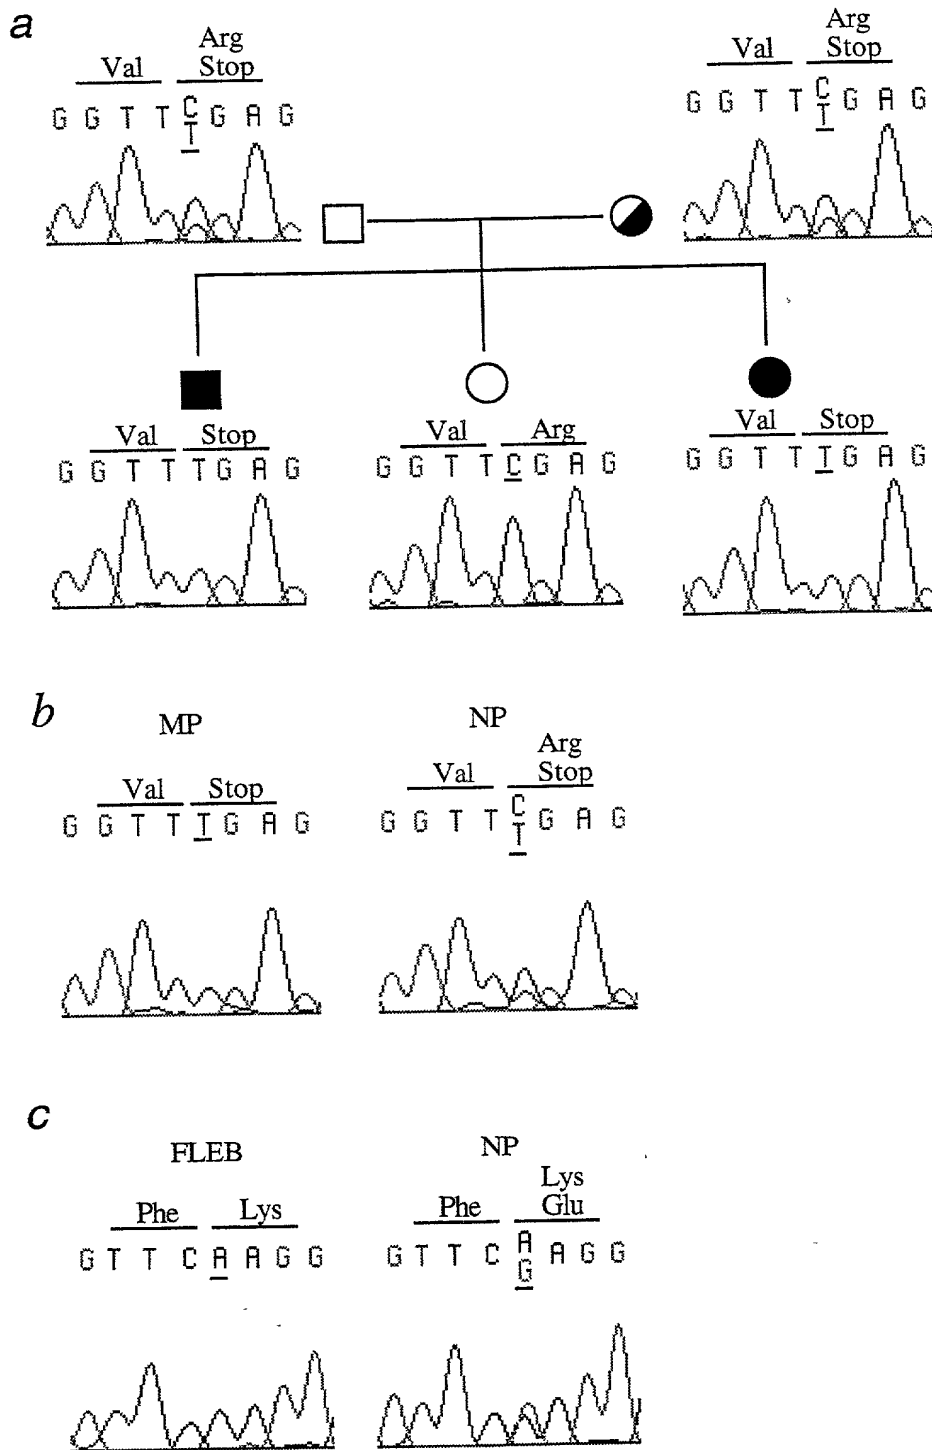 a
Arg
Val Stop
G G T T C G A G
T
Arg
Val Stop
G G T T C G A G
T
Val Stop
G G T T T G A G
Val Arg
G G T T C G A G
Val Stop
G G T T T G A G
b
MP
Val Stop
G G T T T G A G
NP
Arg
Val Stop
G G T T C G A G
T
c
FLEB
Phe Lys
G T T C A A G G
NP
Lys
Phe Glu
G T T C A A G G
G